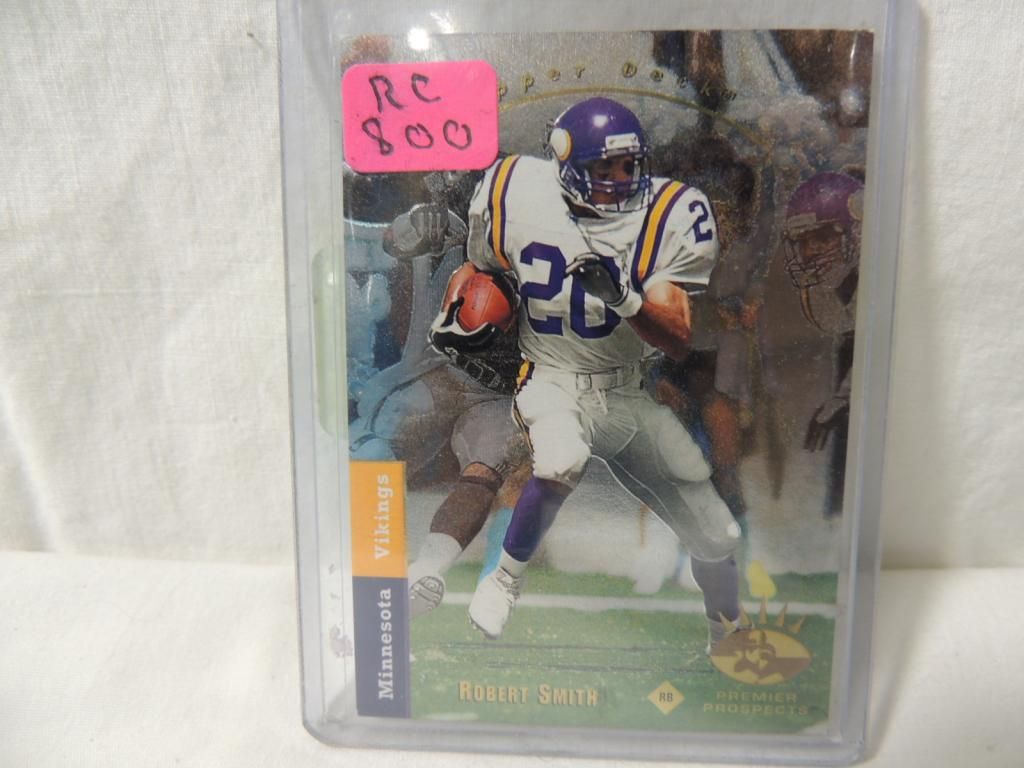 RC
800
Upper Deck
20
2
Minnesota Vikings
ROBERT SMITH
RB
PREMIER
PROSPECTS